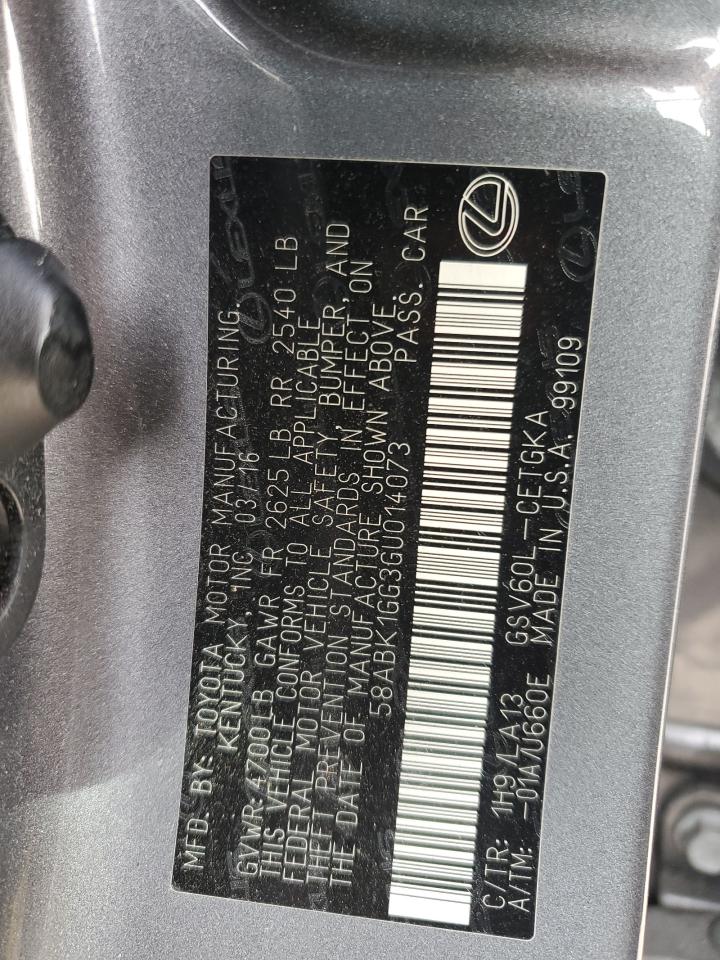 MFD. BY: TOYOTA MOTOR MANUFACTURING,
KENTUCKY, INC 03/16
GVWR: 4700LB GAWR FR 2625 LB RR 2540 LB
THIS VEHICLE CONFORMS TO ALL APPLICABLE
FEDERAL MOTOR VEHICLE SAFETY, BUMPER, AND
THEFT PREVENTION STANDARDS IN EFFECT ON
THE DATE OF MANUFACTURE SHOWN ABOVE.
58ABK1GG3GU014073 PASS. CAR
C/TR: 1H9/LA13 GSV60L-CETGKA
A/TM: -01A/U660E MADE IN U.S.A. 99109
LEXUS